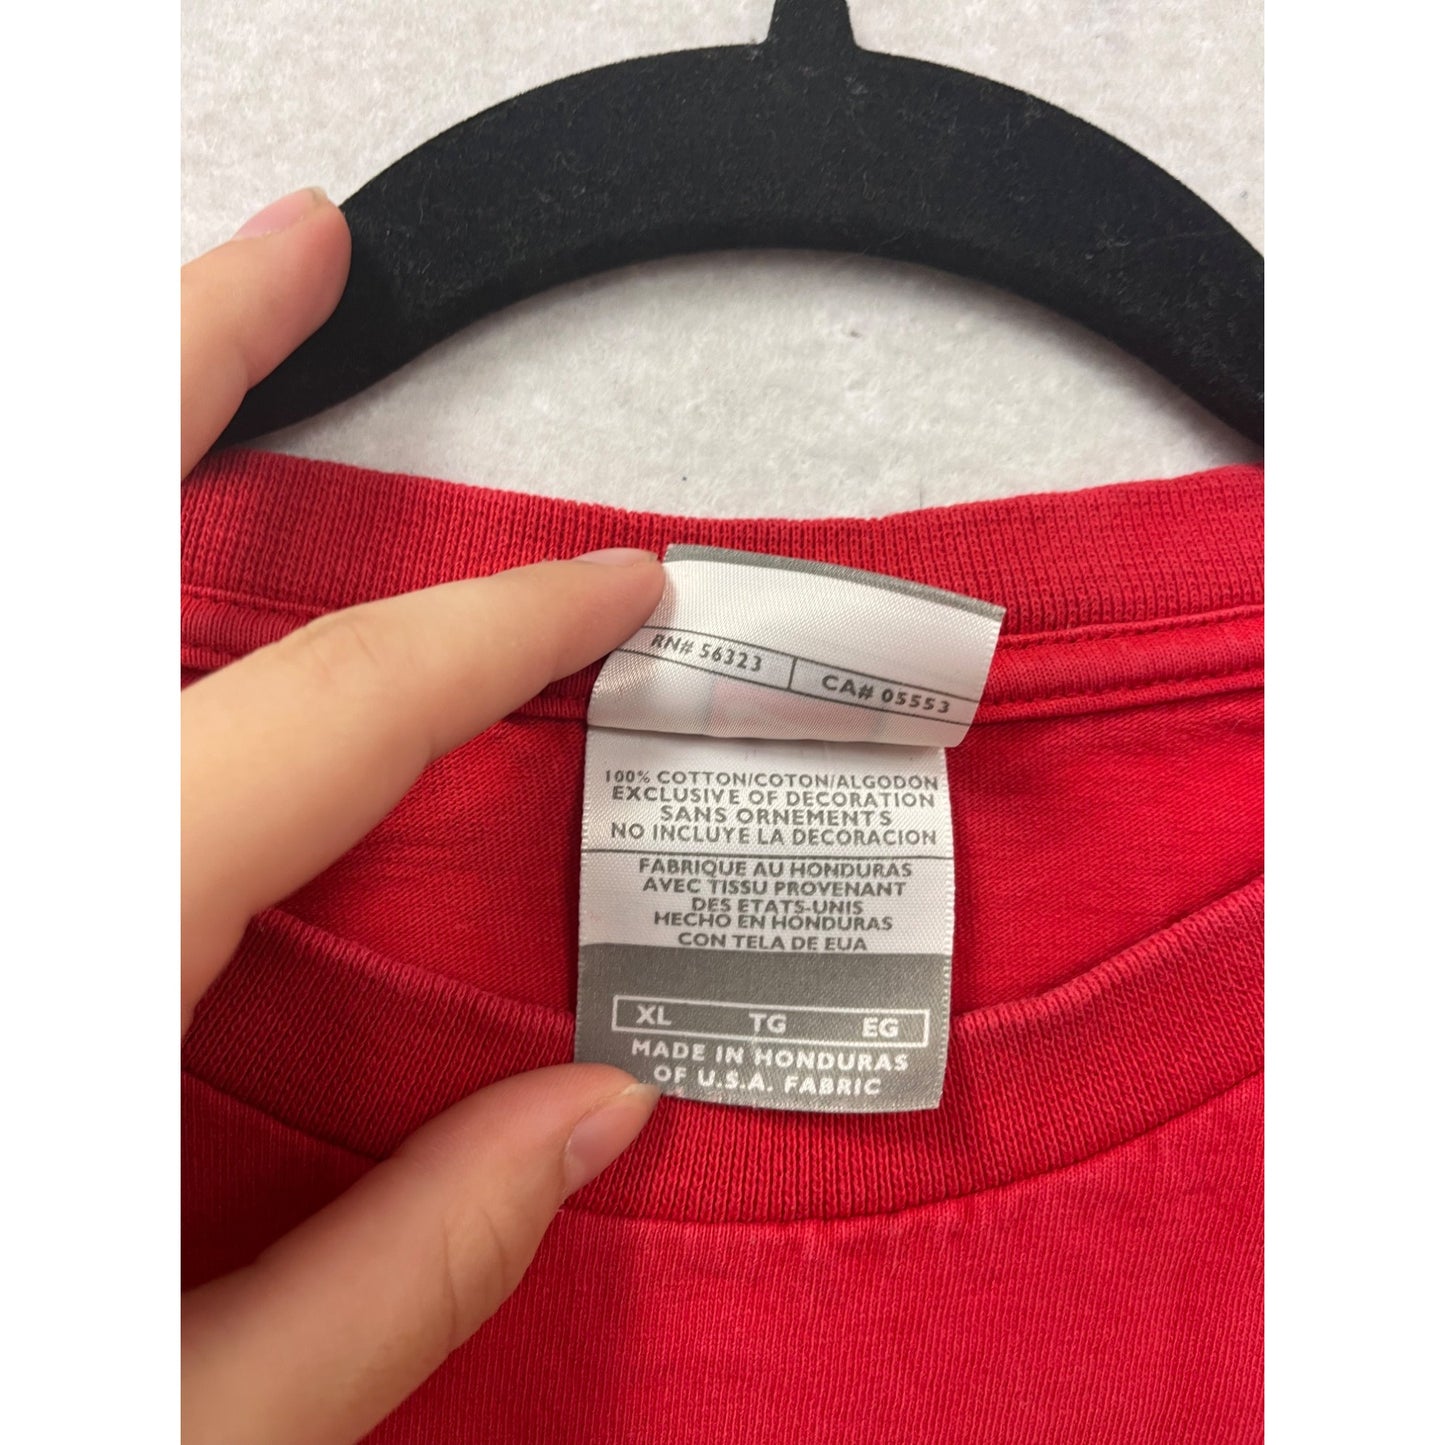 RN# 56323 CA# 05553
100% COTTON/COTON/ALGODON
EXCLUSIVE OF DECORATION
SANS ORNEMENTS
NO INCLUYE LA DECORACION
FABRIQUE AU HONDURAS
AVEC TISSU PROVENANT
DES ETATS-UNIS
HECHO EN HONDURAS
CON TELA DE EUA
XL TG EG
MADE IN HONDURAS
OF U.S.A. FABRIC